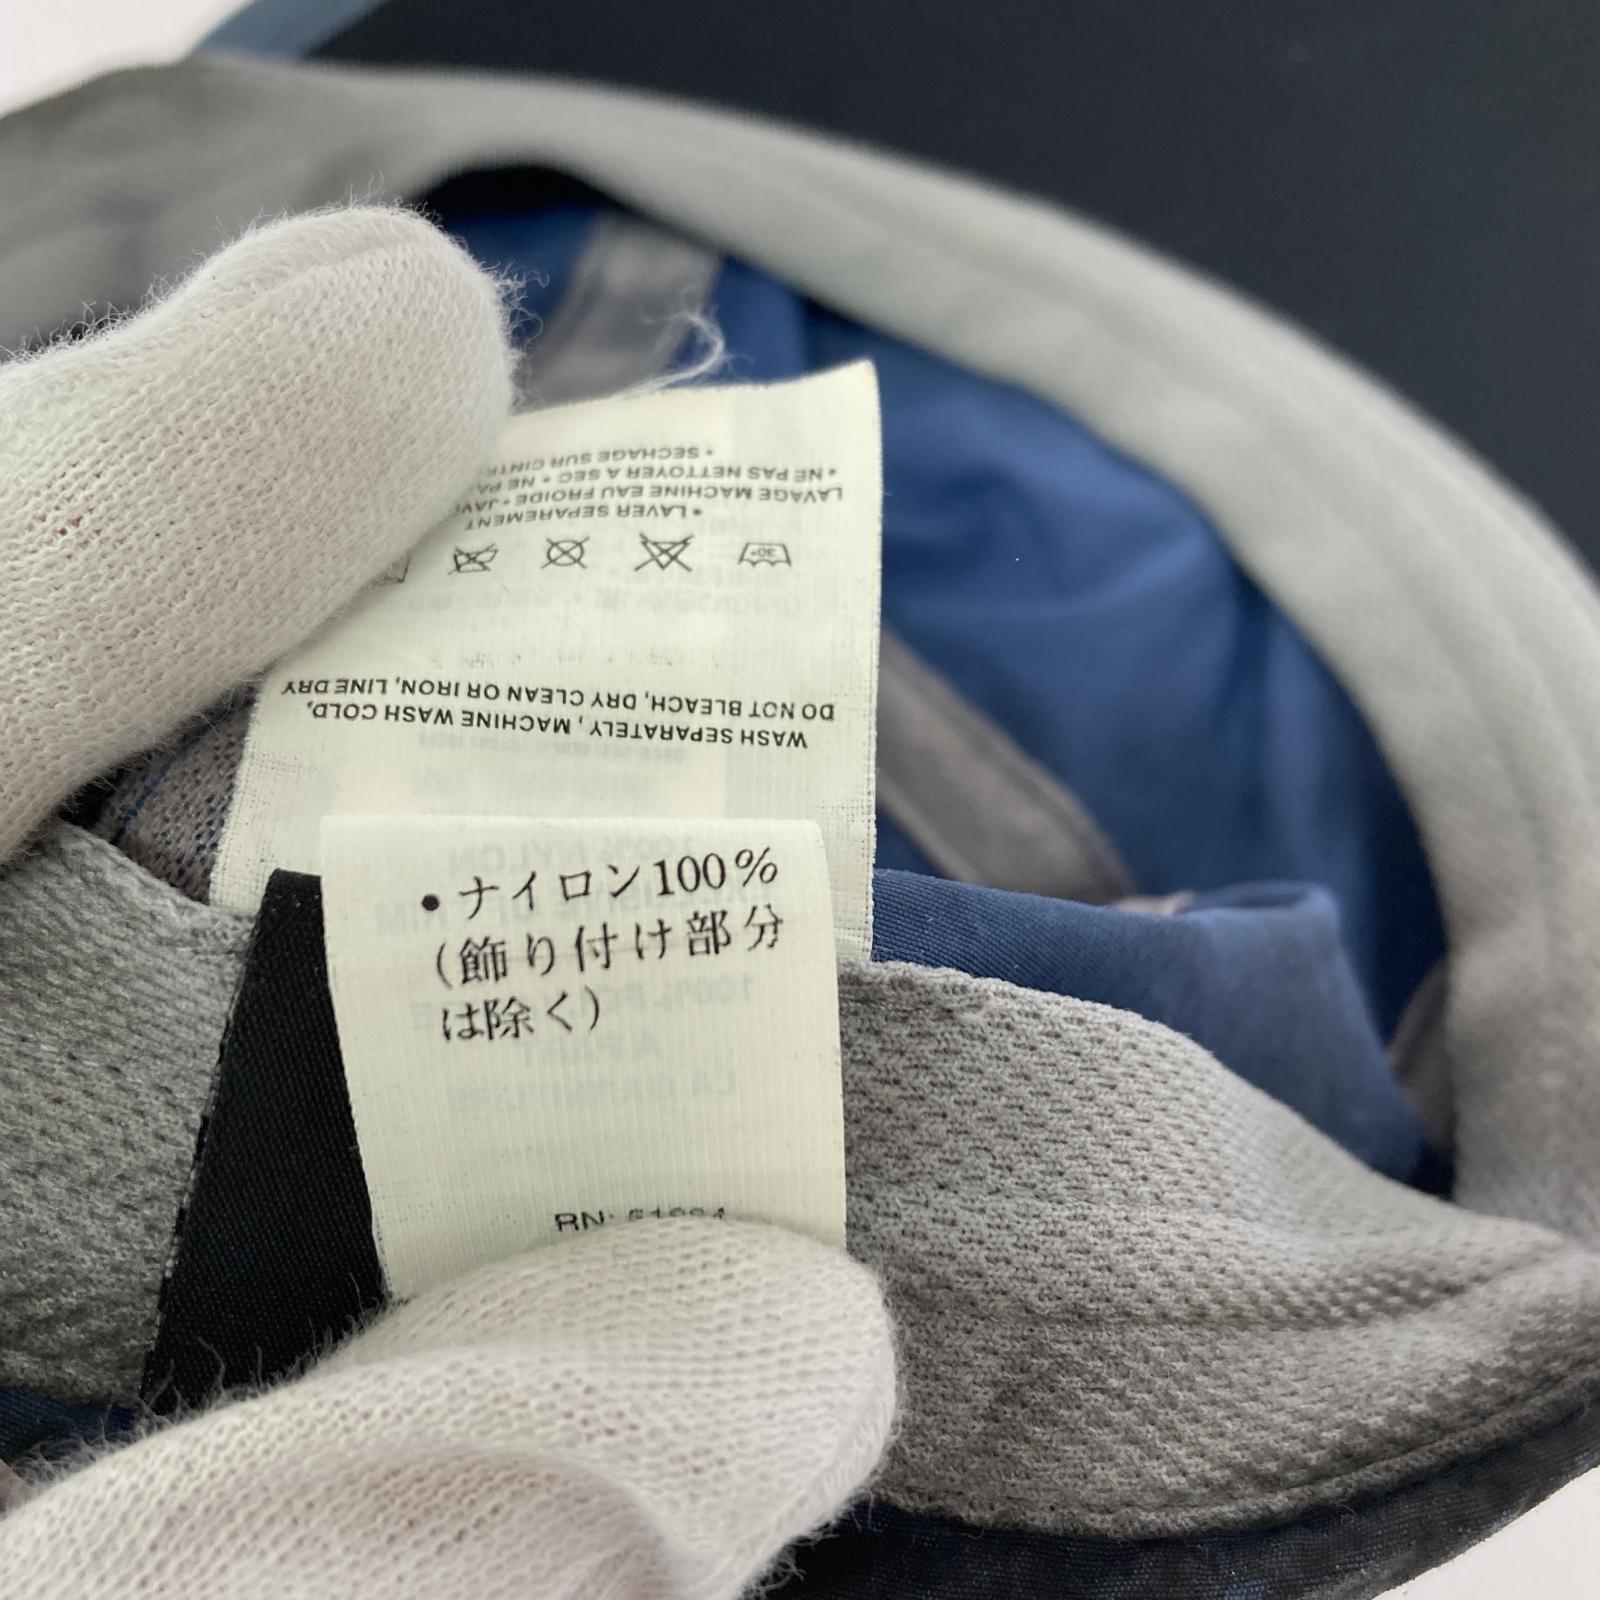 ・ナイロン100%
(飾り付け部分
は除く)
RN:
WASH SEPARATELY, MACHINE WASH COLD,
DO NOT BLEACH, DRY CLEAN OR IRON, LINE DRY
30°
• LAVER SEPAREMENT
LAVAGE MACHINE EAU FROIDE •
• NE PAS NETTOYER A SEC • NE
• SECHAGE SUR